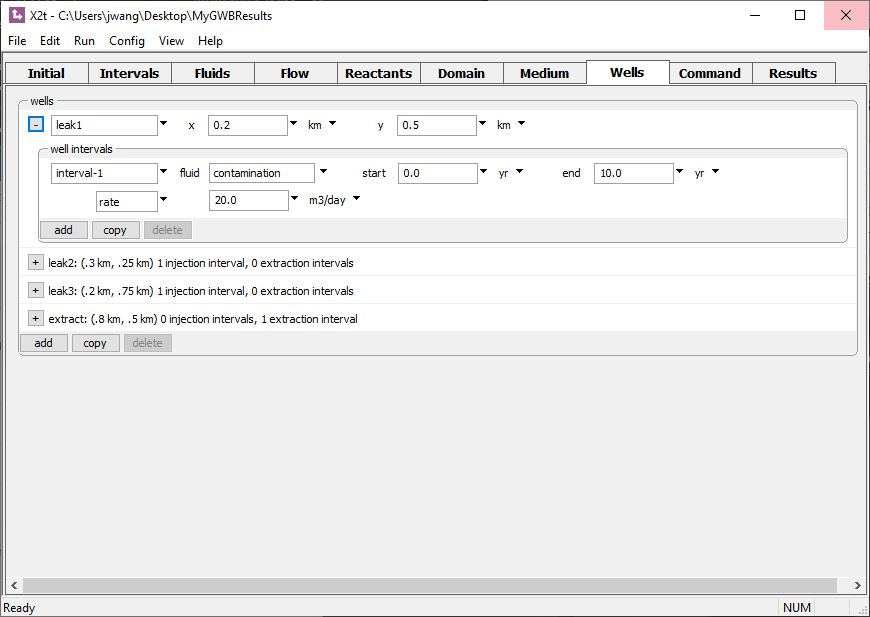 X2t - C:\Users\jwang\Desktop\MyGWBResults
File Edit Run Config View Help
Initial Intervals Fluids Flow Reactants Domain Medium Wells Command Results
wells
- leak1 x 0.2 km y 0.5 km
well intervals
interval-1 fluid contamination start 0.0 yr end 10.0 yr
rate 20.0 m3/day
add copy delete
+ leak2: (.3 km, .25 km) 1 injection interval, 0 extraction intervals
+ leak3: (.2 km, .75 km) 1 injection interval, 0 extraction intervals
+ extract: (.8 km, .5 km) 0 injection intervals, 1 extraction interval
add copy delete
Ready NUM